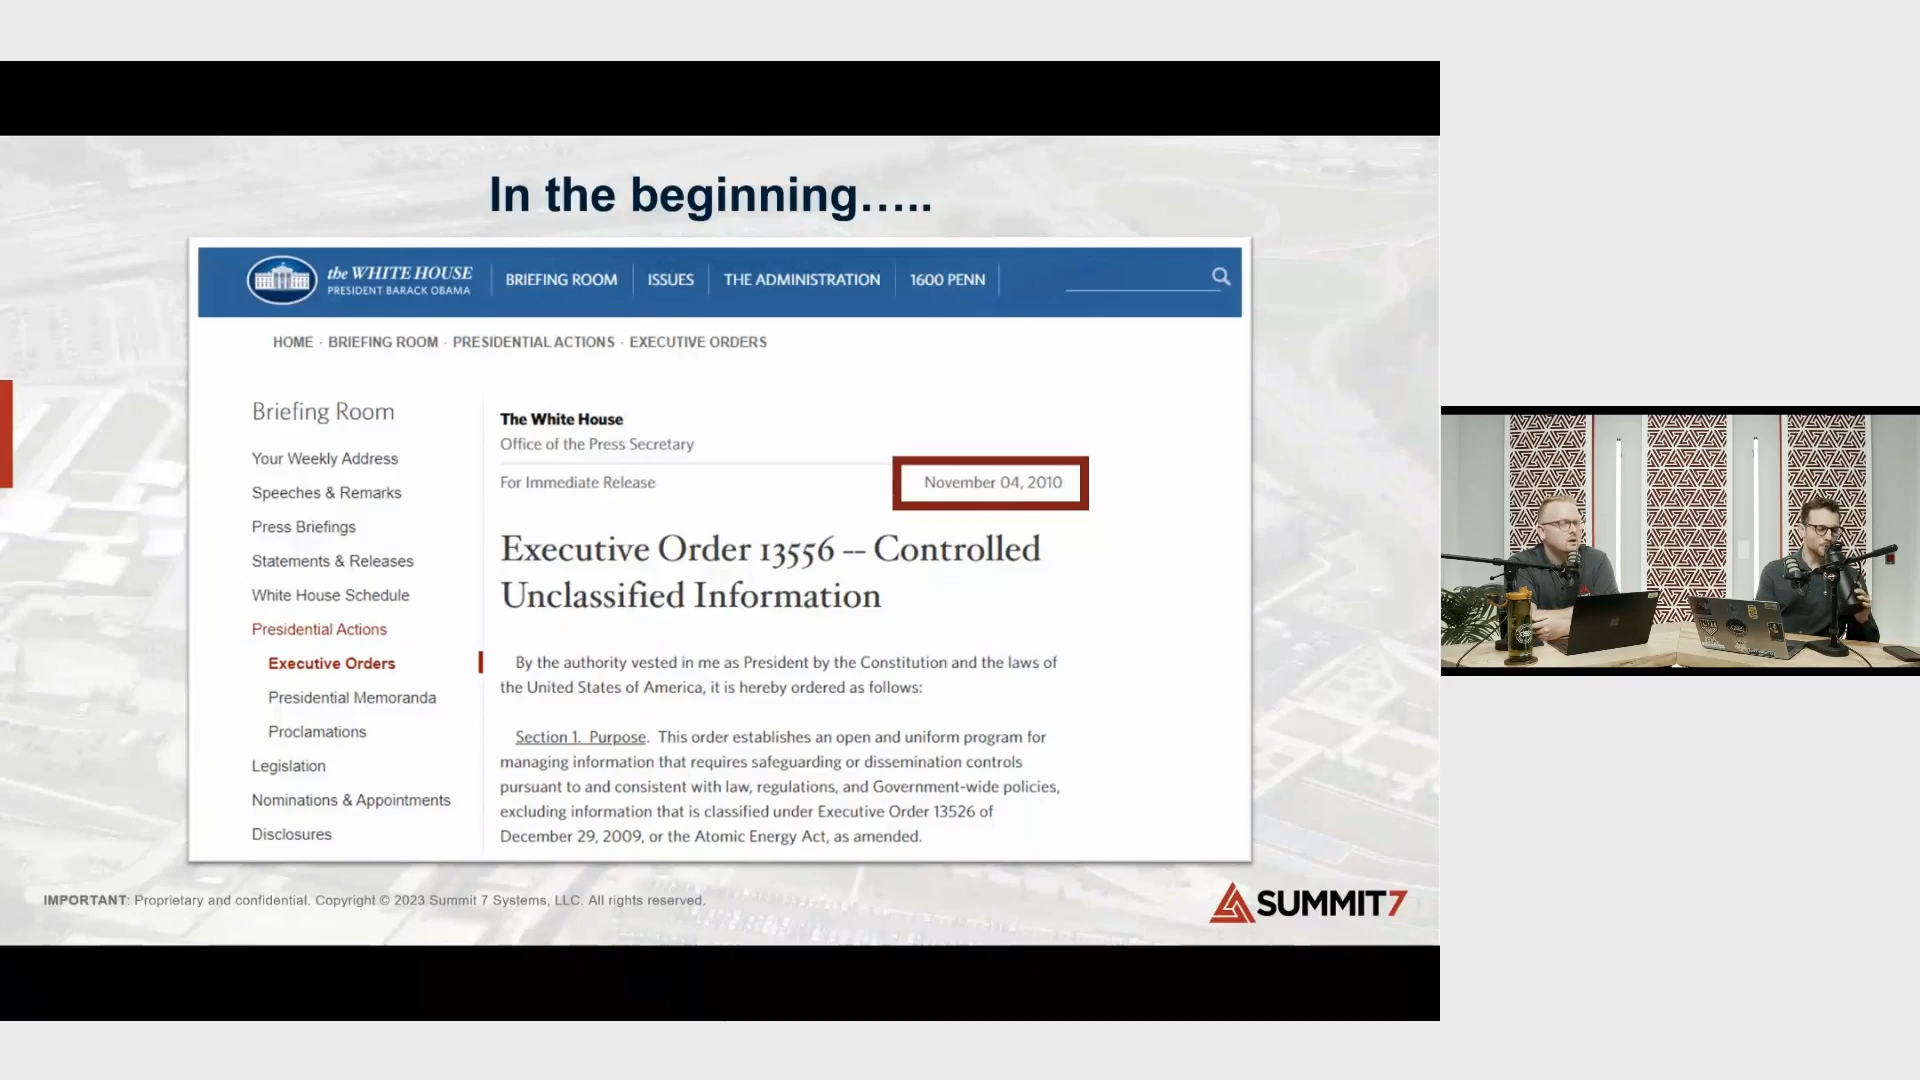 In the beginning.....
the WHITE HOUSE
PRESIDENT BARACK OBAMA
BRIEFING ROOM
ISSUES
THE ADMINISTRATION
1600 PENN
HOME · BRIEFING ROOM · PRESIDENTIAL ACTIONS · EXECUTIVE ORDERS
Briefing Room
Your Weekly Address
Speeches & Remarks
Press Briefings
Statements & Releases
White House Schedule
Presidential Actions
Executive Orders
Presidential Memoranda
Proclamations
Legislation
Nominations & Appointments
Disclosures
The White House
Office of the Press Secretary
For Immediate Release
November 04, 2010
Executive Order 13556 -- Controlled
Unclassified Information
By the authority vested in me as President by the Constitution and the laws of
the United States of America, it is hereby ordered as follows:
Section 1. Purpose. This order establishes an open and uniform program for
managing information that requires safeguarding or dissemination controls
pursuant to and consistent with law, regulations, and Government-wide policies,
excluding information that is classified under Executive Order 13526 of
December 29, 2009, or the Atomic Energy Act, as amended.
IMPORTANT: Proprietary and confidential. Copyright © 2023 Summit 7 Systems, LLC. All rights reserved.
SUMMIT7